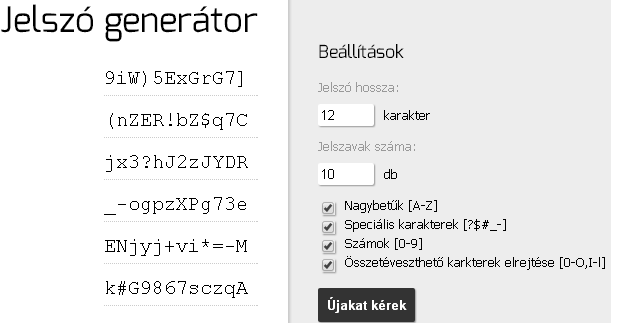 Jelszó generátor
9iW)5ExGrG7]
(nZER!bZ$q7C
jx3?hJ2zJYDR
_-ogpzXPg73e
ENjyj+vi*=-M
k#G9867sczqA
Beállítások
Jelszó hossza:
12 karakter
Jelszavak száma:
10 db
Nagybetűk [A-Z]
Speciális karakterek [?$#_-]
Számok [0-9]
Összetéveszthető karkterek elrejtése [0-O,I-l]
Újakat kérek